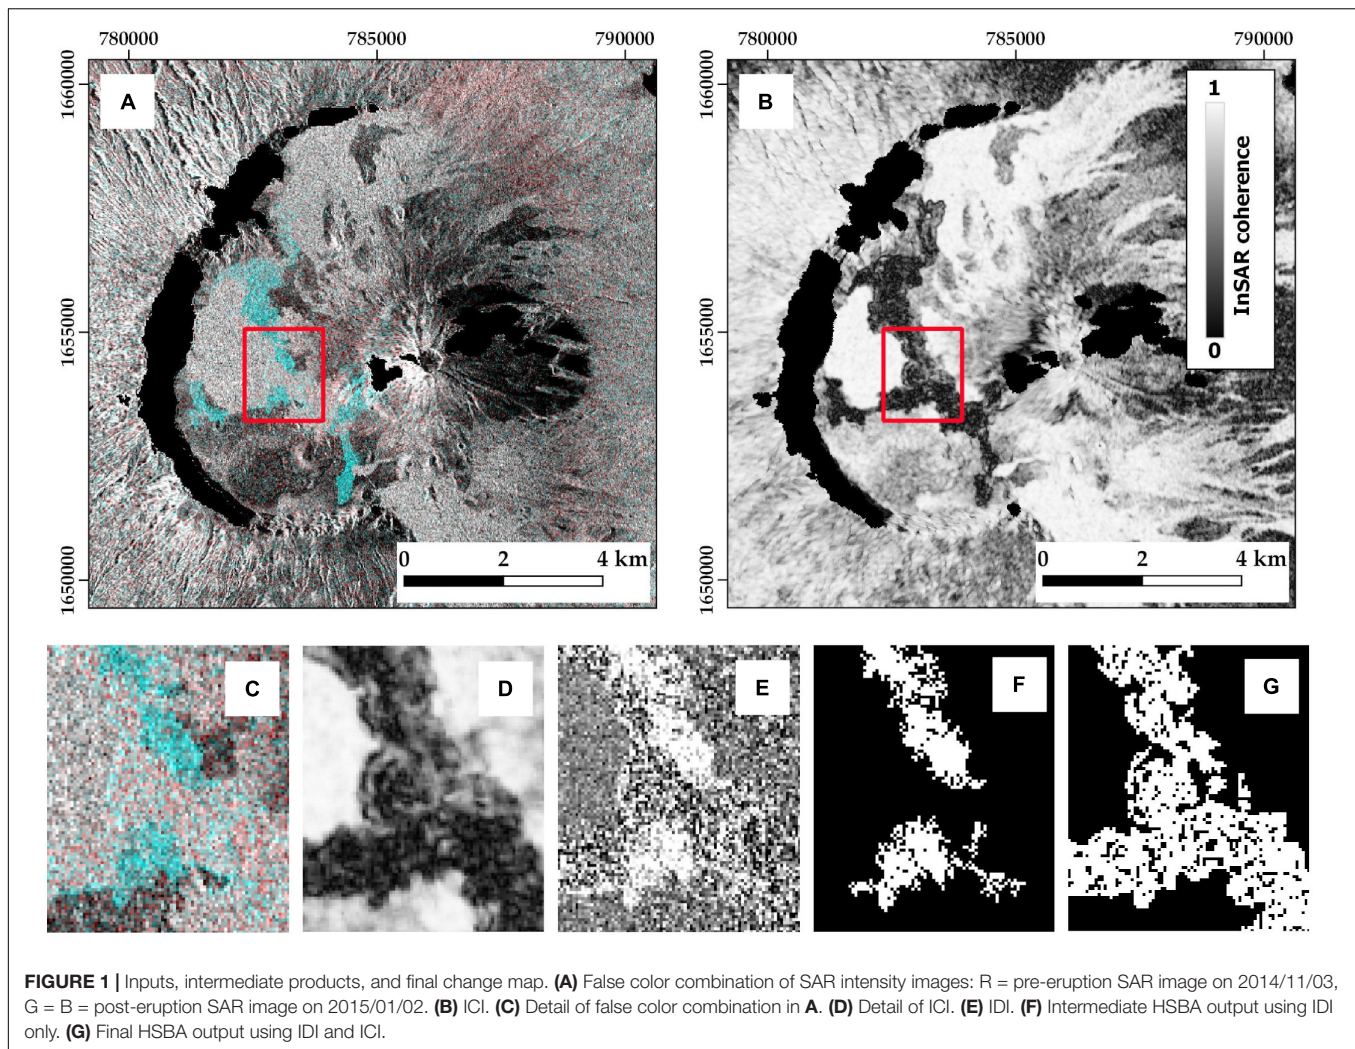 780000 785000 790000
780000 785000 790000
1660000
1655000
1650000
A
0 2 4 km
1660000
1655000
1650000
B
1
0
InSAR coherence
0 2 4 km
C
D
E
F
G
FIGURE 1 | Inputs, intermediate products, and final change map. (A) False color combination of SAR intensity images: R = pre-eruption SAR image on 2014/11/03,
G = B = post-eruption SAR image on 2015/01/02. (B) ICI. (C) Detail of false color combination in A. (D) Detail of ICI. (E) IDI. (F) Intermediate HSBA output using IDI
only. (G) Final HSBA output using IDI and ICI.